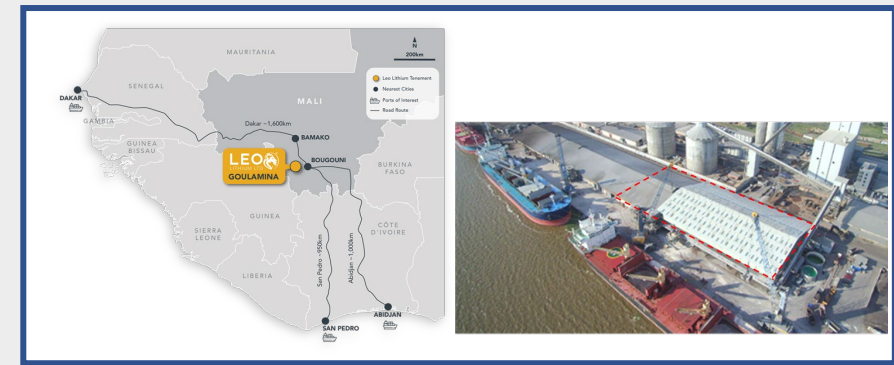 MAURITANIA
N
200km
Leo Lithium Tenement
Nearest Cities
Ports of Interest
Road Route
SENEGAL
DAKAR
MALI
GAMBIA
Dakar ~1,600km
BAMAKO
GUINEA
BISSAU
LEO
LITHIUM LTD
GOULAMINA
BOUGOUNI
BURKINA
FASO
GUINEA
SIERRA
LEONE
CÔTE
D'IVOIRE
San Pedro ~950km
Abidjan ~1,000km
LIBERIA
ABIDJAN
SAN PEDRO